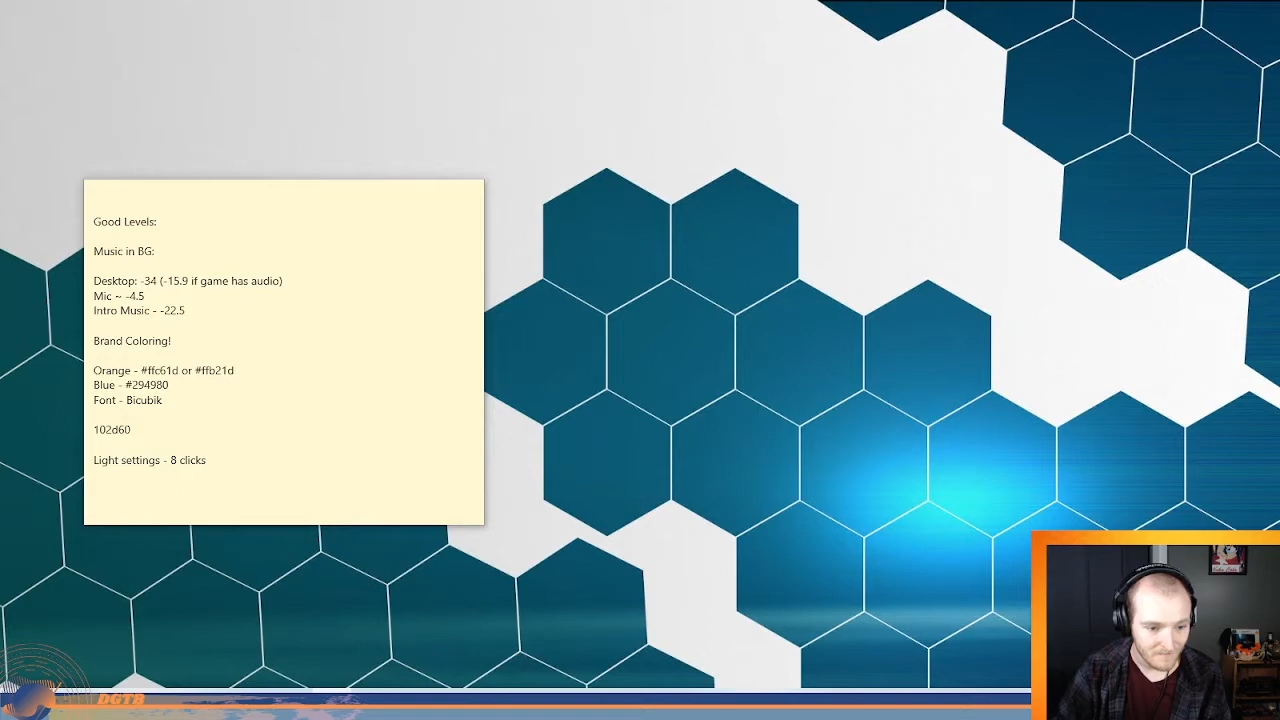 Good Levels:
Music in BG:
Desktop: -34 (-15.9 if game has audio)
Mic ~ -4.5
Intro Music - -22.5
Brand Coloring!
Orange - #ffc61d or #ffb21d
Blue - #294980
Font - Bicubik
102d60
Light settings - 8 clicks
DGTB